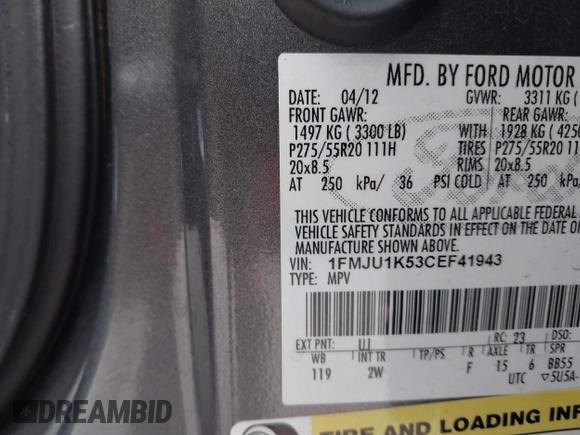 MFD. BY FORD MOTOR
DATE: 04/12 GVWR: 3311 KG (
FRONT GAWR: REAR GAWR:
1497 KG ( 3300 LB) WITH 1928 KG ( 4250
P275/55R20 111H TIRES P275/55R20 111H
20x8.5 RIMS 20x8.5
AT 250 kPa/ 36 PSI COLD AT 250 kPa/
THIS VEHICLE CONFORMS TO ALL APPLICABLE FEDERAL
VEHICLE SAFETY STANDARDS IN EFFECT ON THE DATE O
MANUFACTURE SHOWN ABOVE.
VIN: 1FMJU1K53CEF41943
TYPE: MPV
EXT PNT: UJ RC: 23 DSO:
WB INT TR TP/PS R AXLE TR SPR
119 2W F 15 6 BB55
UTC ▽5U5A-
TIRE AND LOADING INF
DREAMBID